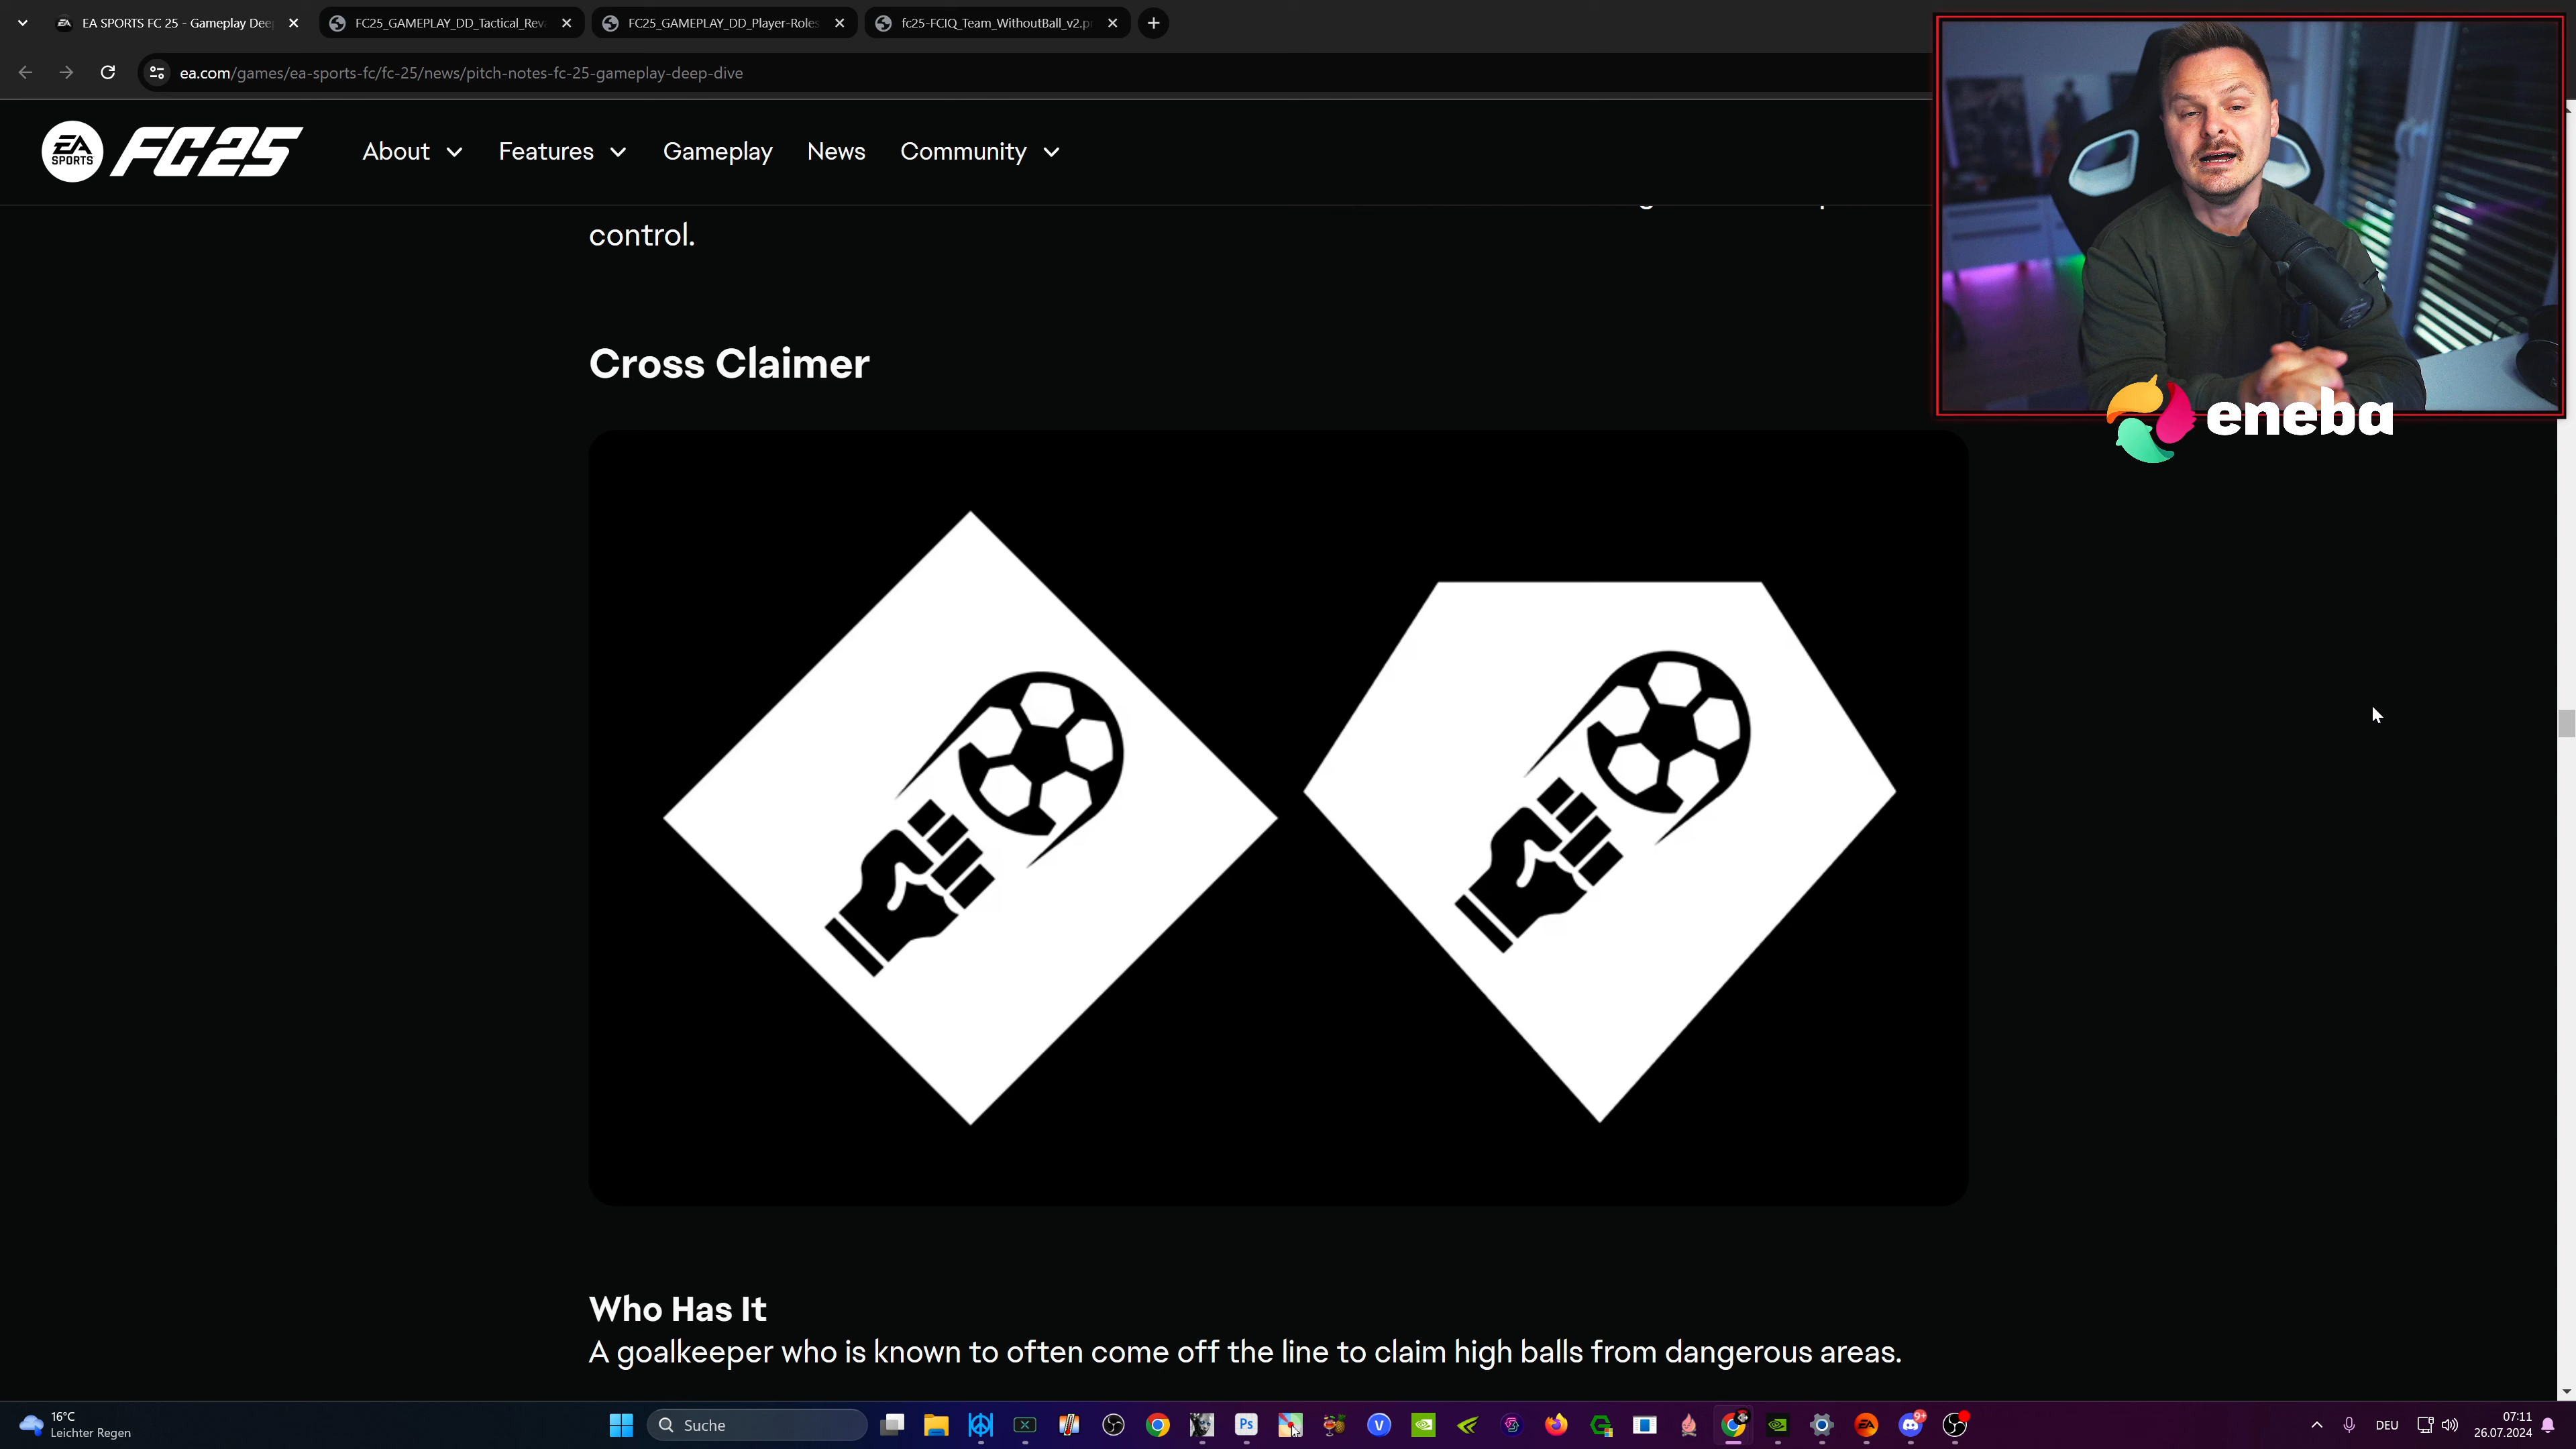 EA SPORTS FC 25 - Gameplay Dee
FC25_GAMEPLAY_DD_Tactical_Rev
FC25_GAMEPLAY_DD_Player-Roles
fc25-FCIQ_Team_WithoutBall_v2.p
ea.com/games/ea-sports-fc/fc-25/news/pitch-notes-fc-25-gameplay-deep-dive
EA SPORTS FC25
About
Features
Gameplay
News
Community
control.
eneba
Cross Claimer
Who Has It
A goalkeeper who is known to often come off the line to claim high balls from dangerous areas.
16°C
Leichter Regen
Suche
Ps
V
EA
9+
DEU
07:11
26.07.2024